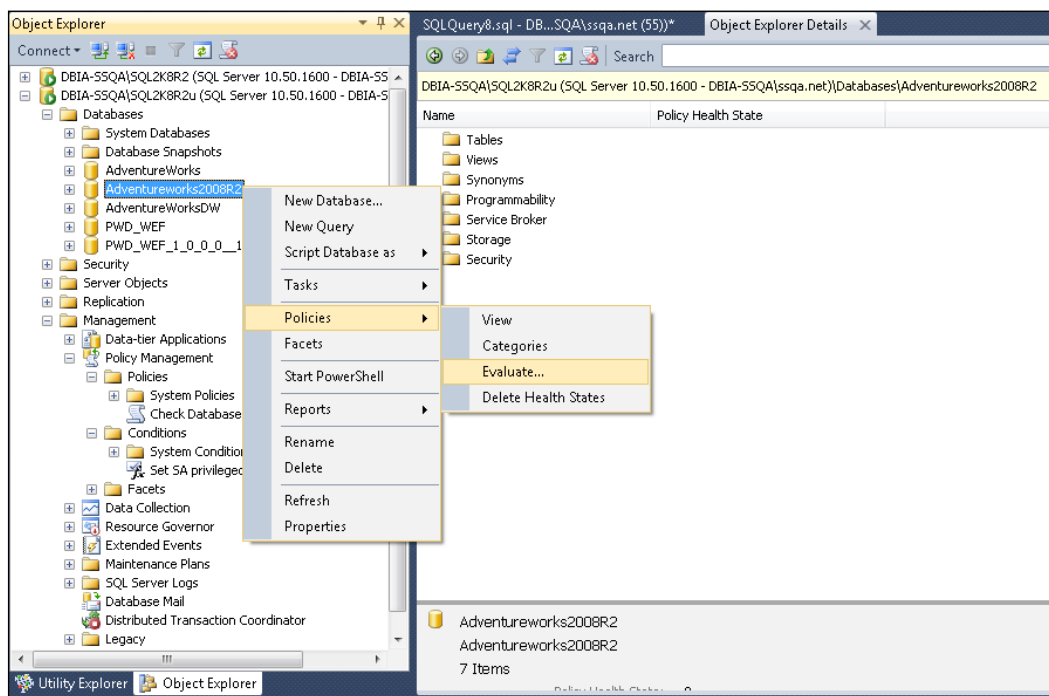 Object Explorer
Connect
DBIA-SSQA\SQL2K8R2 (SQL Server 10.50.1600 - DBIA-SS
DBIA-SSQA\SQL2K8R2u (SQL Server 10.50.1600 - DBIA-S
Databases
System Databases
Database Snapshots
AdventureWorks
Adventureworks2008R2
AdventureWorksDW
PWD_WEF
PWD_WEF_1_0_0_0__1
Security
Server Objects
Replication
Management
Data-tier Applications
Policy Management
Policies
System Policies
Check Database
Conditions
System Conditio
Set SA privileged
Facets
Data Collection
Resource Governor
Extended Events
Maintenance Plans
SQL Server Logs
Database Mail
Distributed Transaction Coordinator
Legacy
Utility Explorer
Object Explorer
New Database...
New Query
Script Database as
Tasks
Policies
Facets
Start PowerShell
Reports
Rename
Delete
Refresh
Properties
View
Categories
Evaluate...
Delete Health States
SQLQuery8.sql - DB...SQA\ssqa.net (55))*
Object Explorer Details
Search
DBIA-SSQA\SQL2K8R2u (SQL Server 10.50.1600 - DBIA-SSQA\ssqa.net)\Databases\Adventureworks2008R2
Name Policy Health State
Tables
Views
Synonyms
Programmability
Service Broker
Storage
Security
Adventureworks2008R2
Adventureworks2008R2
7 Items
Policy Health State: